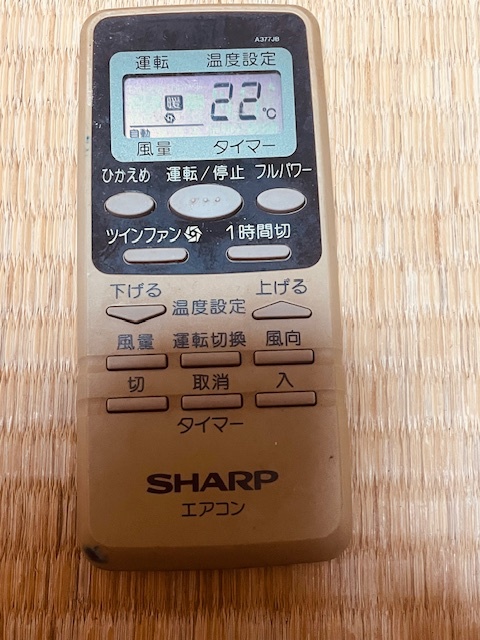 A377JB
運転 温度設定
暖 22℃
自動
風量 タイマー
ひかえめ 運転/停止 フルパワー
ツインファン 1時間切
下げる 上げる
温度設定
風量 運転切換 風向
切 取消 入
タイマー
SHARP
エアコン